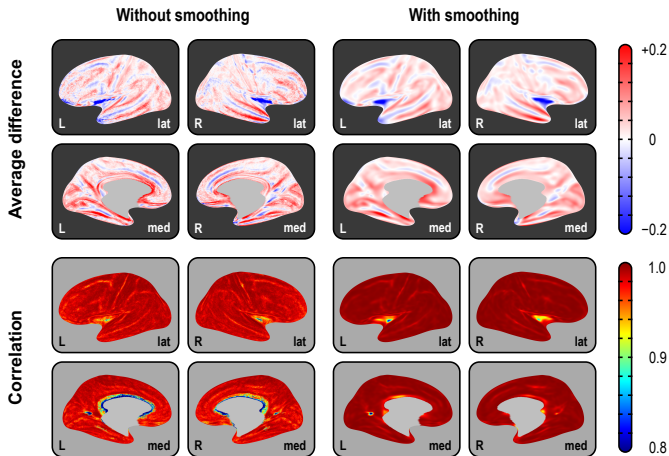 Without smoothing
With smoothing
Average difference
L
lat
R
lat
L
lat
R
lat
L
med
R
med
L
med
R
med
+0.2
0
−0.2
Correlation
L
lat
R
lat
L
lat
R
lat
L
med
R
med
L
med
R
med
1.0
0.9
0.8